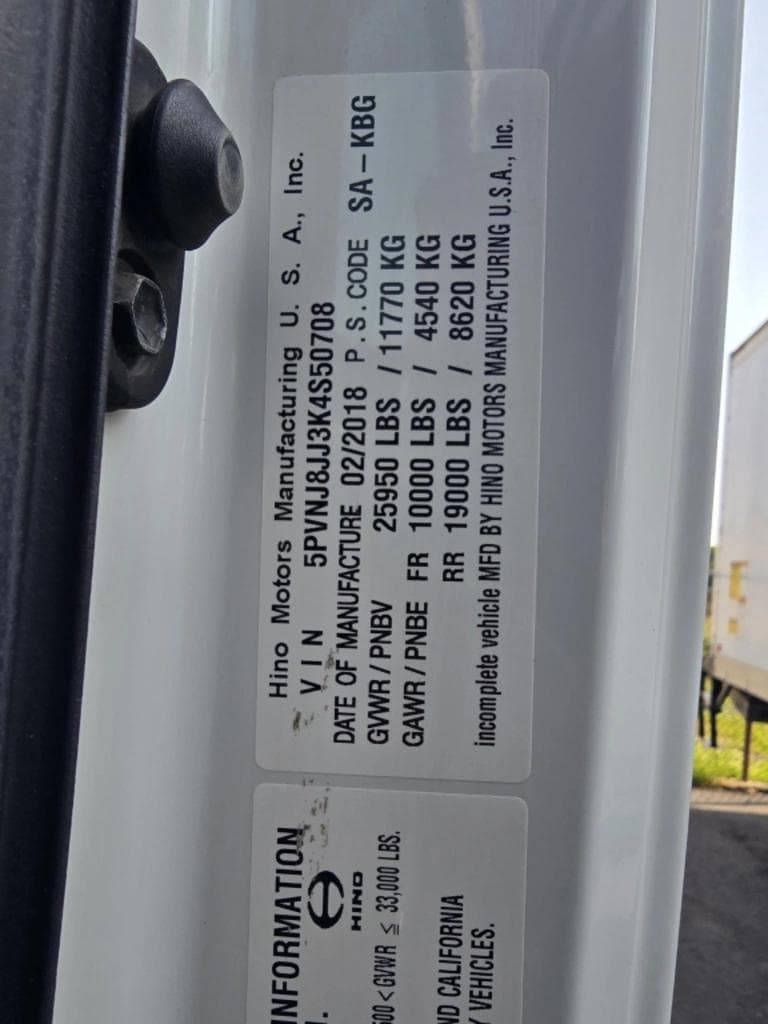 Hino Motors Manufacturing U. S. A., Inc.
VIN 5PVNJ8JJ3K4S50708
DATE OF MANUFACTURE 02/2018 P.S.CODE SA-KBG
GVWR/PNBV 25950 LBS / 11770 KG
GAWR/PNBE FR 10000 LBS / 4540 KG
RR 19000 LBS / 8620 KG
incomplete vehicle MFD BY HINO MOTORS MANUFACTURING U.S.A., Inc.
INFORMATION
HINO
500 < GVWR ≦ 33,000 LBS.
ND CALIFORNIA
VEHICLES.